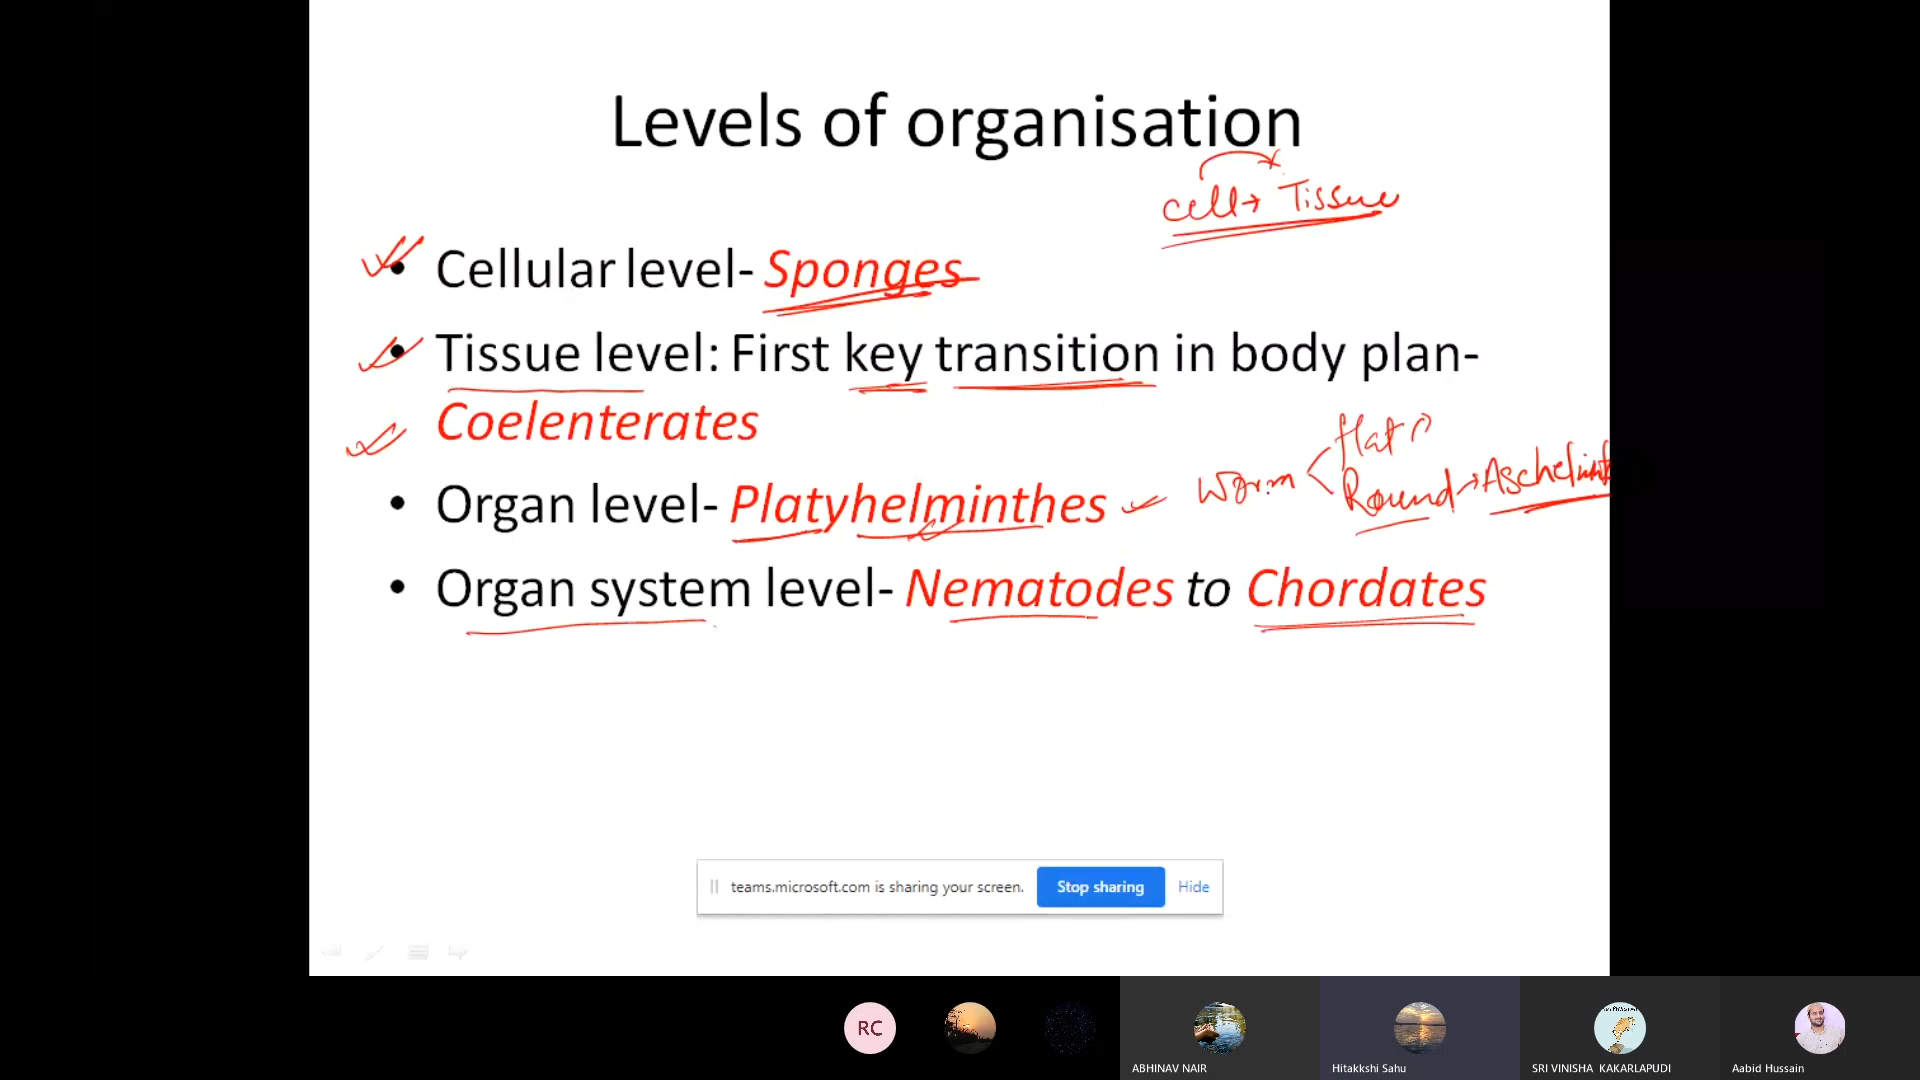 Levels of organisation
cell→ Tissue
• Cellular level- Sponges
• Tissue level: First key transition in body plan-
Coelenterates
flat
• Organ level- Platyhelminthes
Worm
Round→
• Organ system level- Nematodes to Chordates
teams.microsoft.com is sharing your screen. Stop sharing Hide
RC
ABHINAV NAIR Hitakkshi Sahu SRI VINISHA KAKARLAPUDI Aabid Hussain